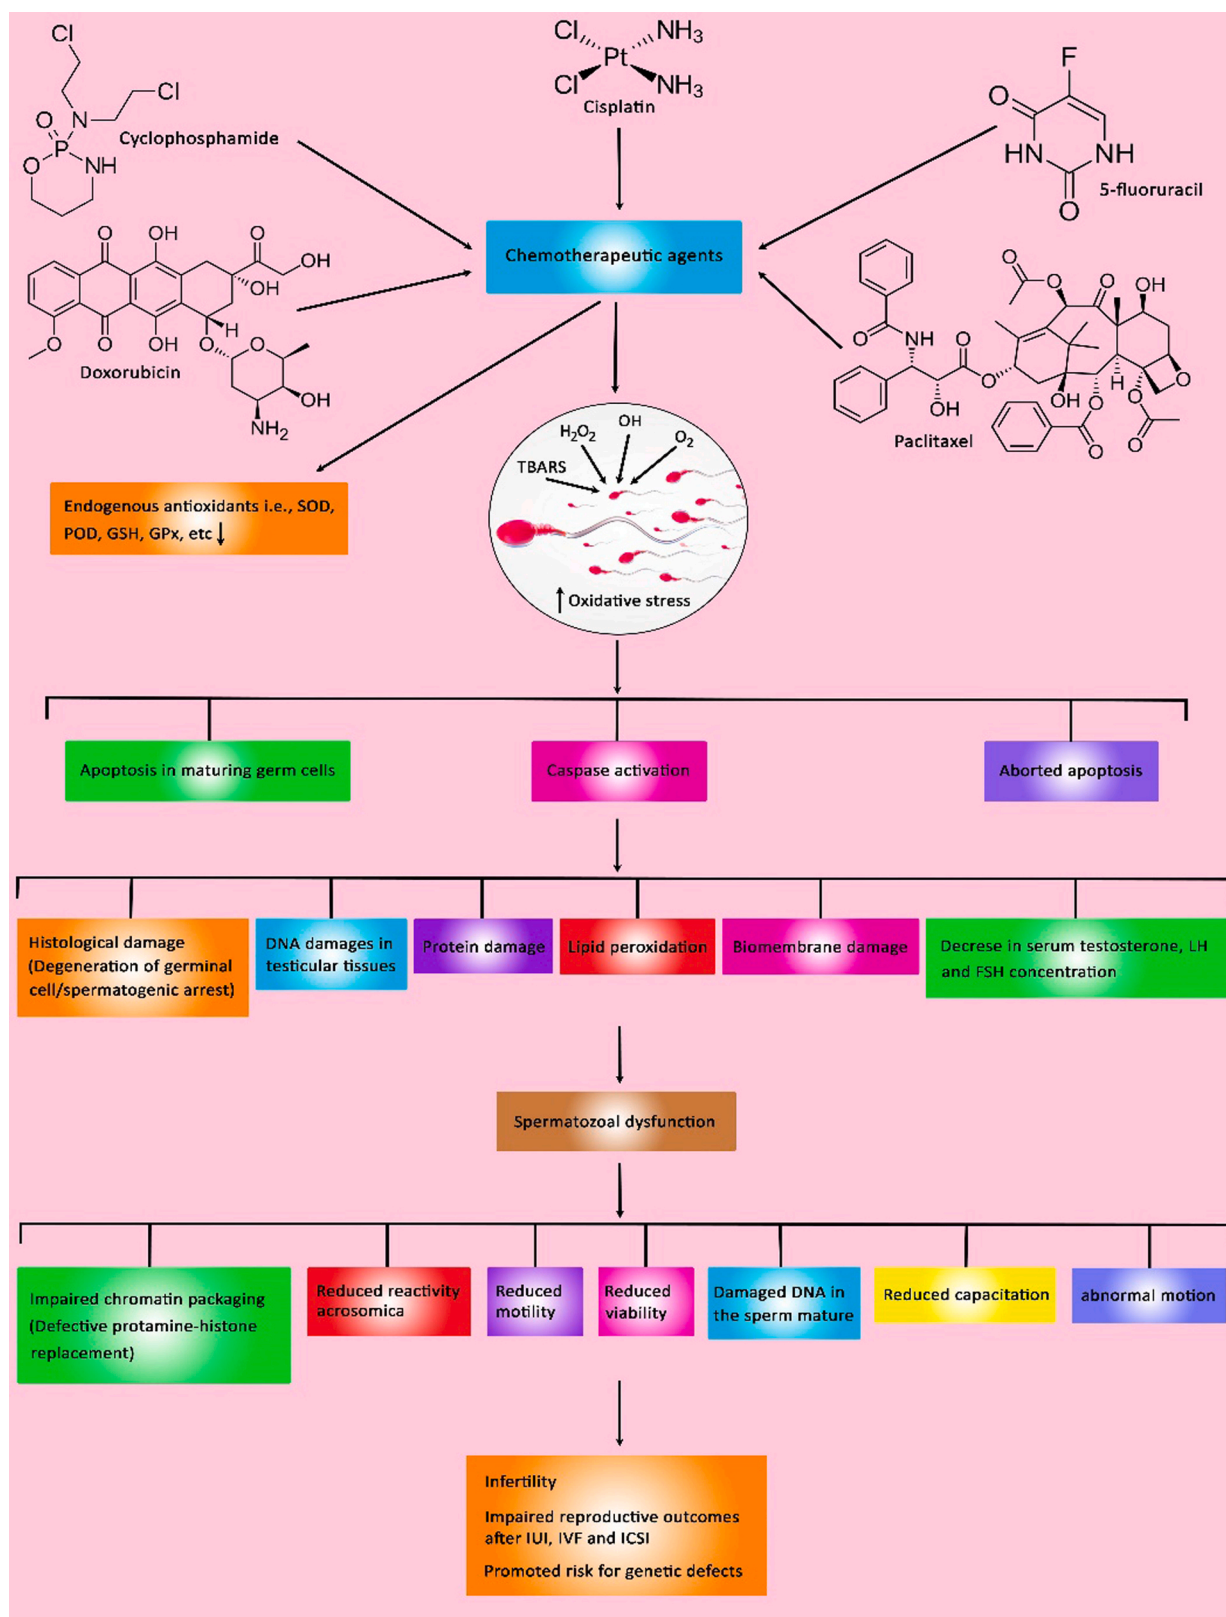 Cl
Cl
O
N
P
O
NH
Cyclophosphamide
Cl
NH3
Pt
Cl
NH3
Cisplatin
F
O
HN
NH
O
5-fluoruracil
O
OH
O
OH
OH
O
O
OH
H
O
O
OH
NH2
Doxorubicin
Chemotherapeutic agents
O
O
O
OH
O
NH
O
O
OH
O
H
O
OH
O
O
O
O
Paclitaxel
H2O2
OH
O2
TBARS
Oxidative stress
Endogenous antioxidants i.e., SOD,
POD, GSH, GPx, etc ↓
Apoptosis in maturing germ cells
Caspase activation
Aborted apoptosis
Histological damage
(Degeneration of germinal
cell/spermatogenic arrest)
DNA damages in
testicular tissues
Protein damage
Lipid peroxidation
Biomembrane damage
Decrese in serum testosterone, LH
and FSH concentration
Spermatozoal dysfunction
Impaired chromatin packaging
(Defective protamine-histone
replacement)
Reduced reactivity
acrosomica
Reduced
motility
Reduced
viability
Damaged DNA in
the sperm mature
Reduced capacitation
abnormal motion
Infertility
Impaired reproductive outcomes
after IUI, IVF and ICSI
Promoted risk for genetic defects